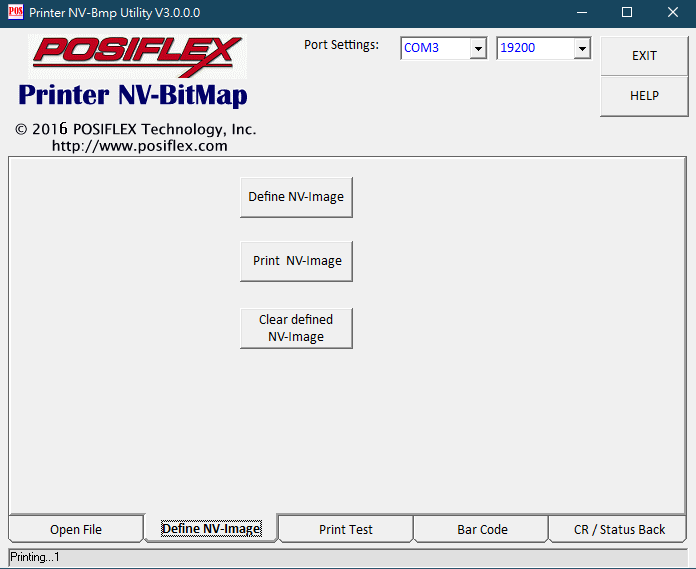 POS Printer NV-Bmp Utility V3.0.0.0
POSIFLEX
Printer NV-BitMap
© 2016 POSIFLEX Technology, Inc.
http://www.posiflex.com
Port Settings: COM3 19200
EXIT
HELP
Define NV-Image
Print NV-Image
Clear defined
NV-Image
Open File Define NV-Image Print Test Bar Code CR / Status Back
Printing...1